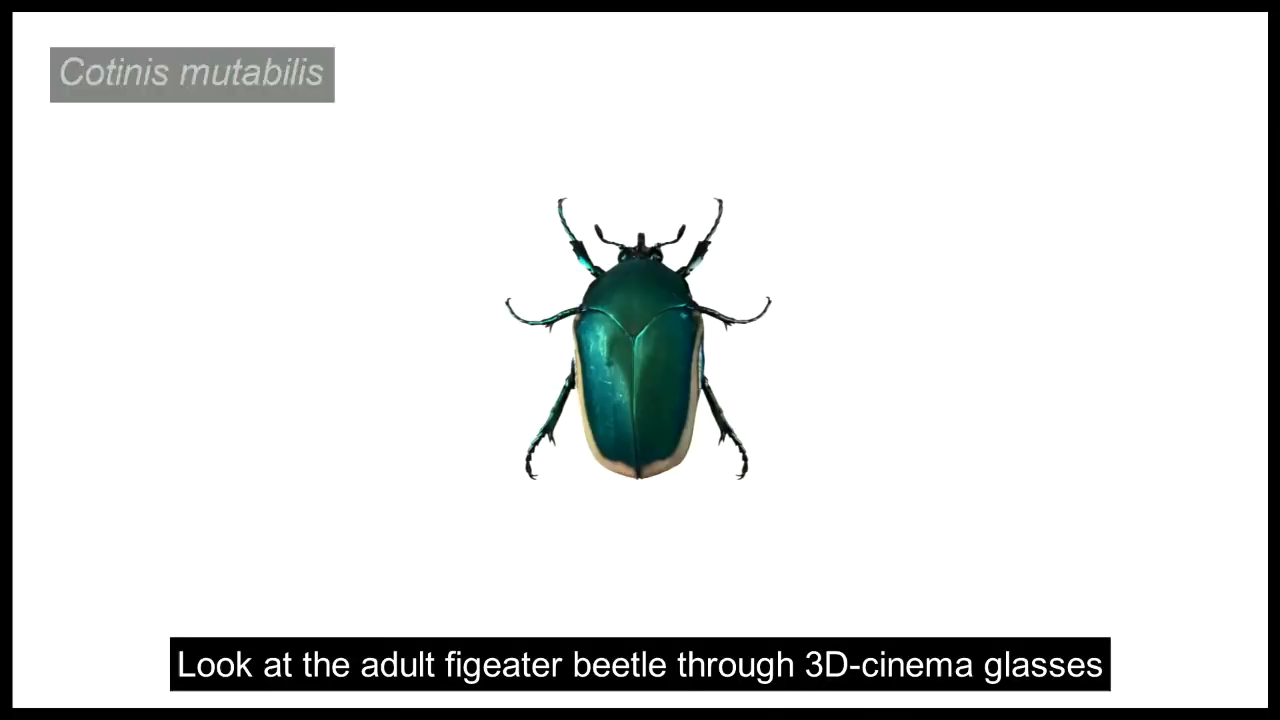 Cotinis mutabilis
Look at the adult figeater beetle through 3D-cinema glasses